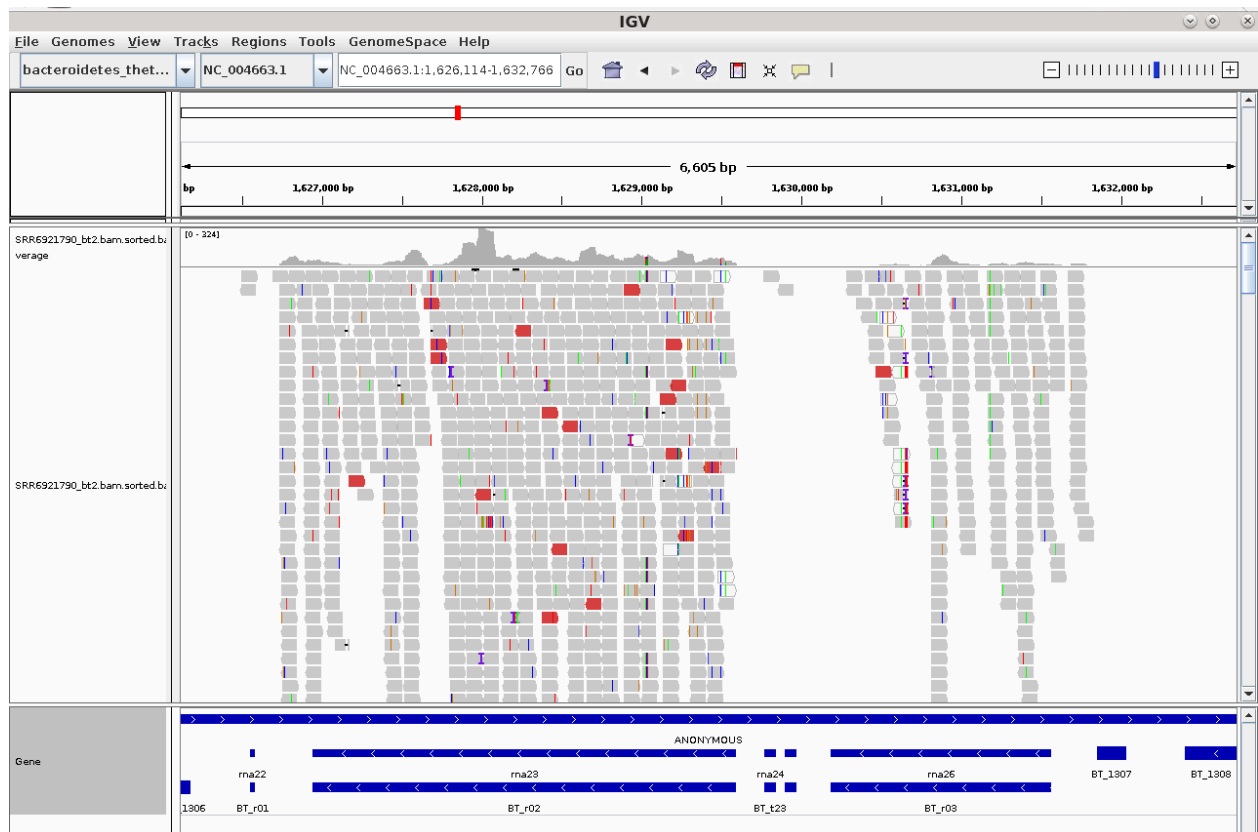 IGV
File Genomes View Tracks Regions Tools GenomeSpace Help
bacteroidetes_thet... NC_004663.1 NC_004663.1:1,626,114-1,632,766 Go
6,605 bp
bp 1,627,000 bp 1,628,000 bp 1,629,000 bp 1,630,000 bp 1,631,000 bp 1,632,000 bp
SRR6921790_bt2.bam.sorted.ba
verage
[0 - 324]
SRR6921790_bt2.bam.sorted.ba
Gene
ANONYMOUS
rna22 rna23 rna24 rna26 BT_1307 BT_1308
1306 BT_r01 BT_r02 BT_t23 BT_r03